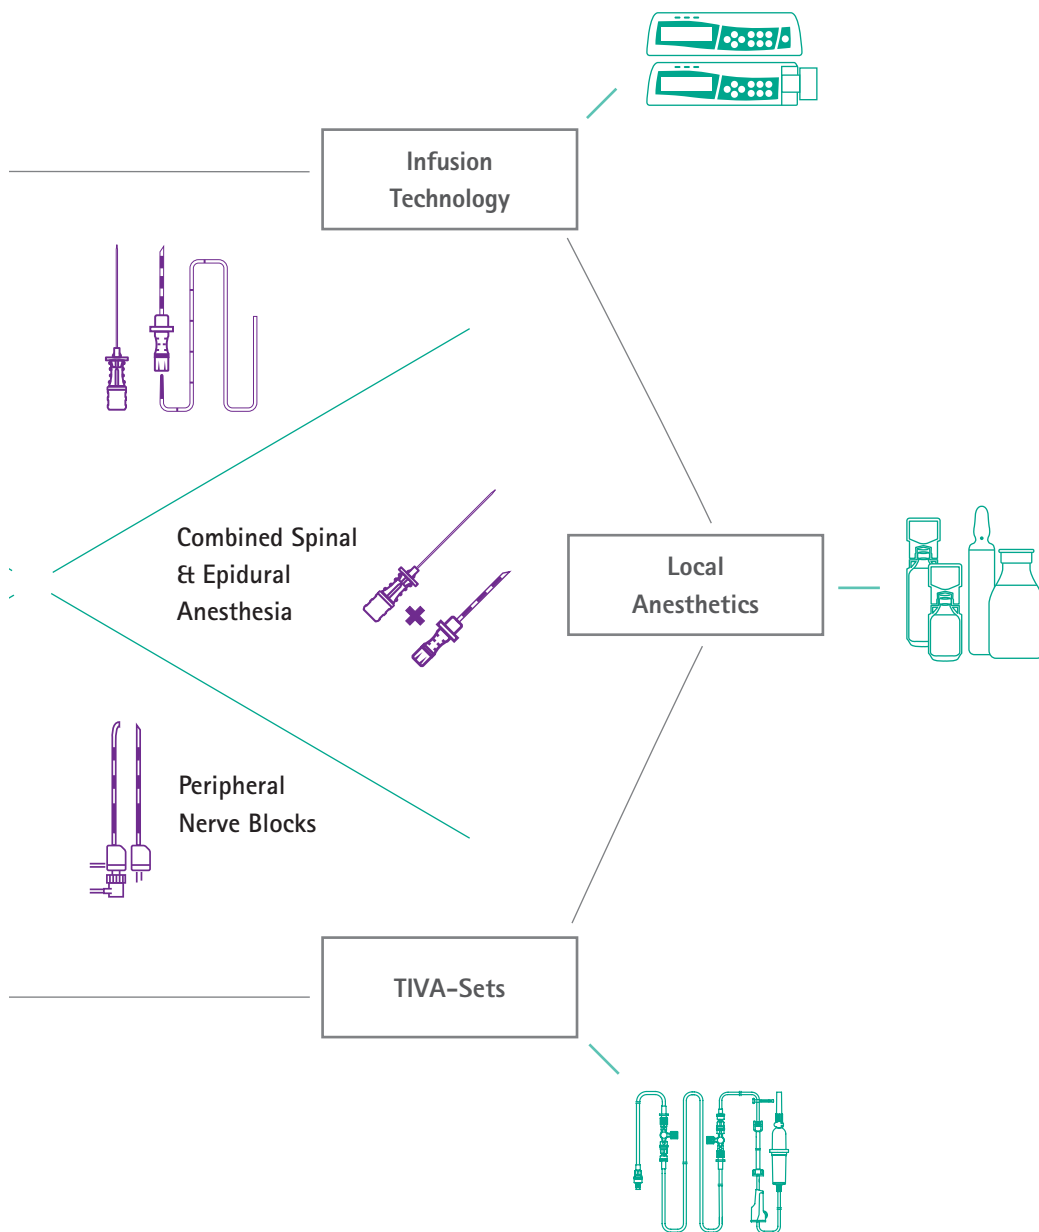 Infusion
Technology
Combined Spinal
& Epidural
Anesthesia
Local
Anesthetics
Peripheral
Nerve Blocks
TIVA-Sets